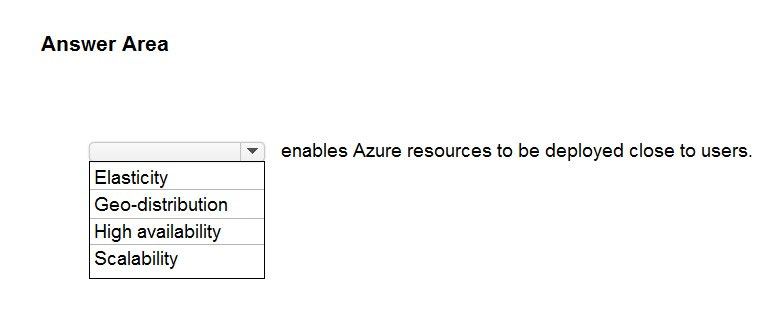 Answer Area
enables Azure resources to be deployed close to users.
Elasticity
Geo-distribution
High availability
Scalability